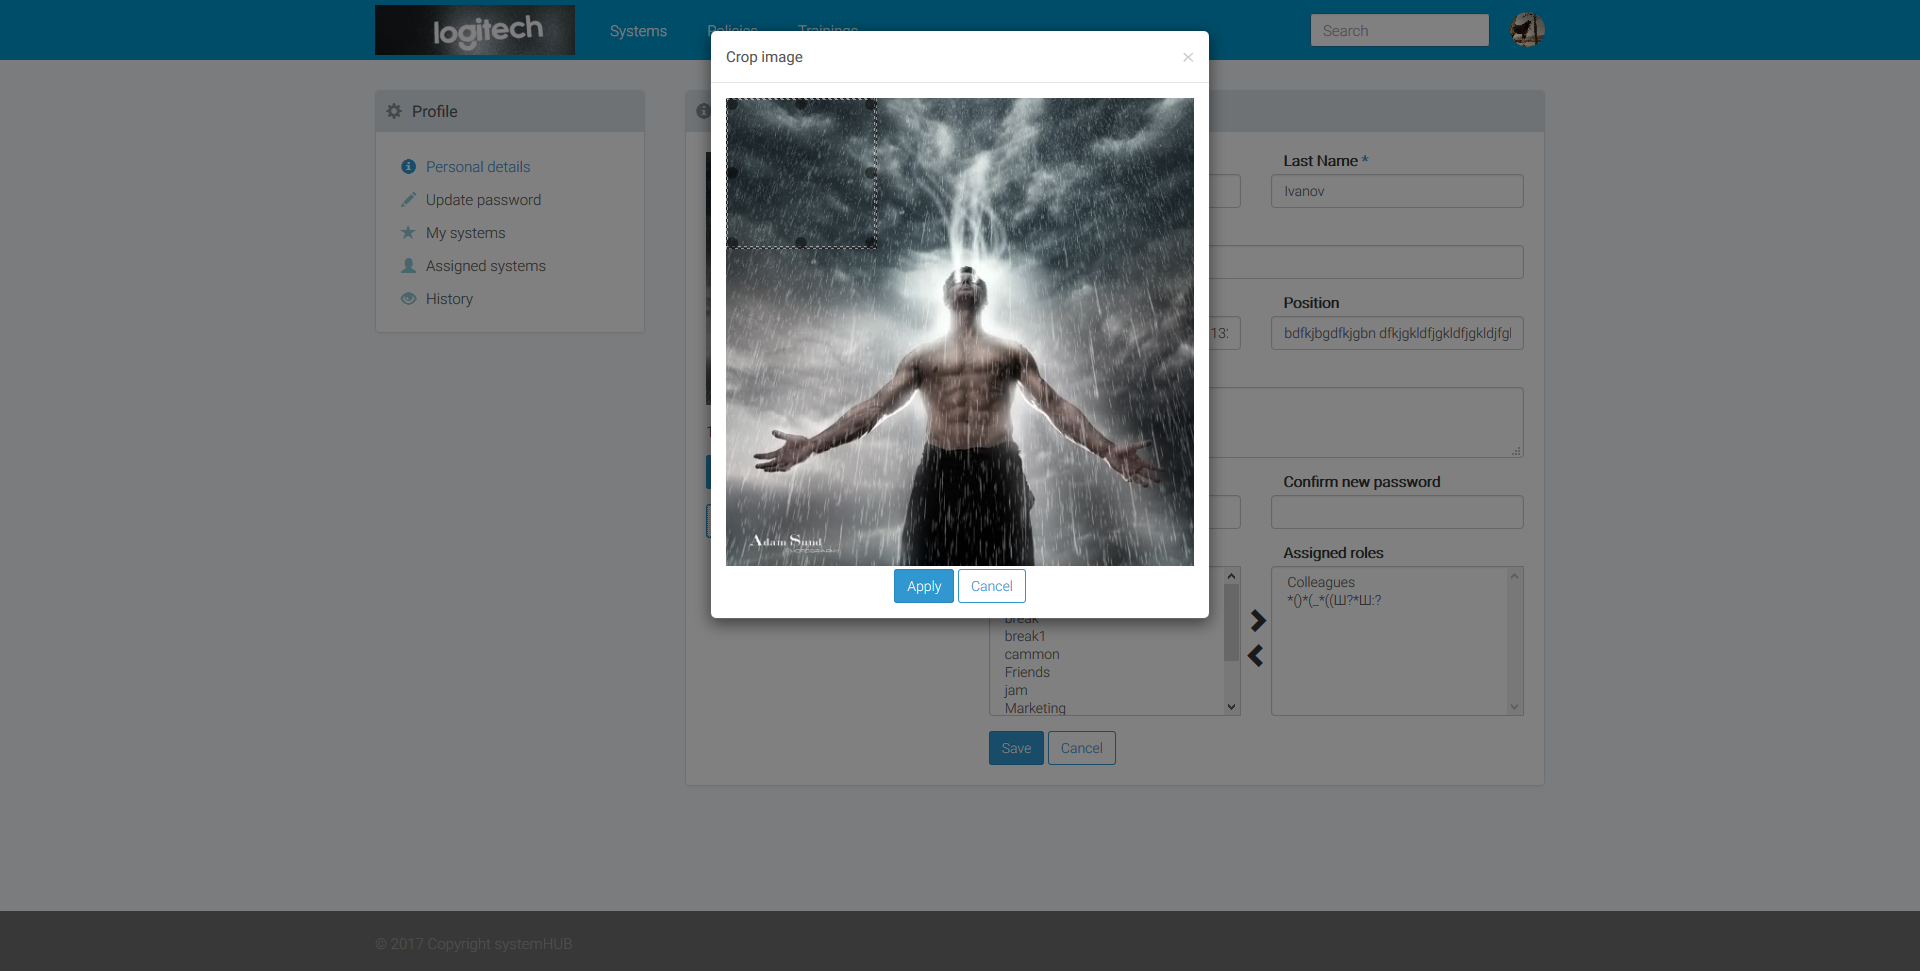 logitech
Systems
Policies
Trainings
Search
Crop image
×
Profile
Personal details
Update password
My systems
Assigned systems
History
Last Name *
Ivanov
Position
13:
bdfkjbgdfkjgbn dfkjgkldfjgkldfjgkldjfgl
Confirm new password
Adam Smid
PHOTOGRAPHY
Assigned roles
Apply
Cancel
Colleagues
*()*(_*((Ш?*Ш:?
break
break1
cammon
Friends
jam
Marketing
Save
Cancel
© 2017 Copyright systemHUB